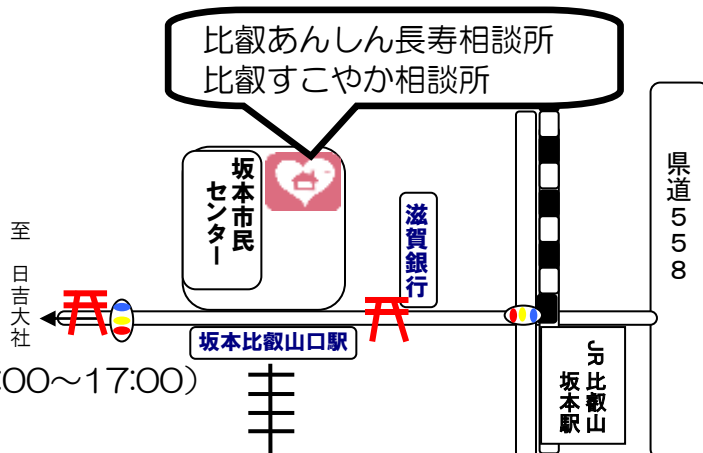 比叡あんしん長寿相談所
比叡すこやか相談所
坂本市民
センター
滋賀銀行
県道558
至 日吉大社
坂本比叡山口駅
:00～17:00)
JR比叡山
坂本駅